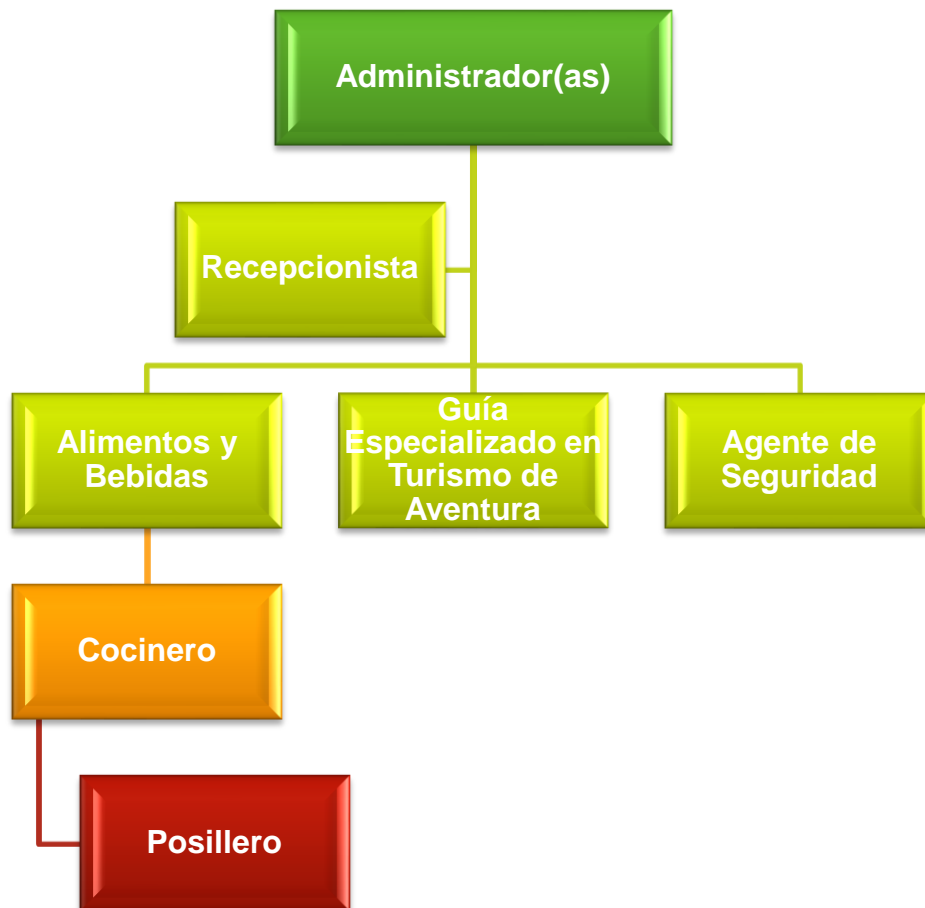 Administrador(as)
Recepcionista
Alimentos y
Bebidas
Guía
Especializado en
Turismo de
Aventura
Agente de
Seguridad
Cocinero
Posillero